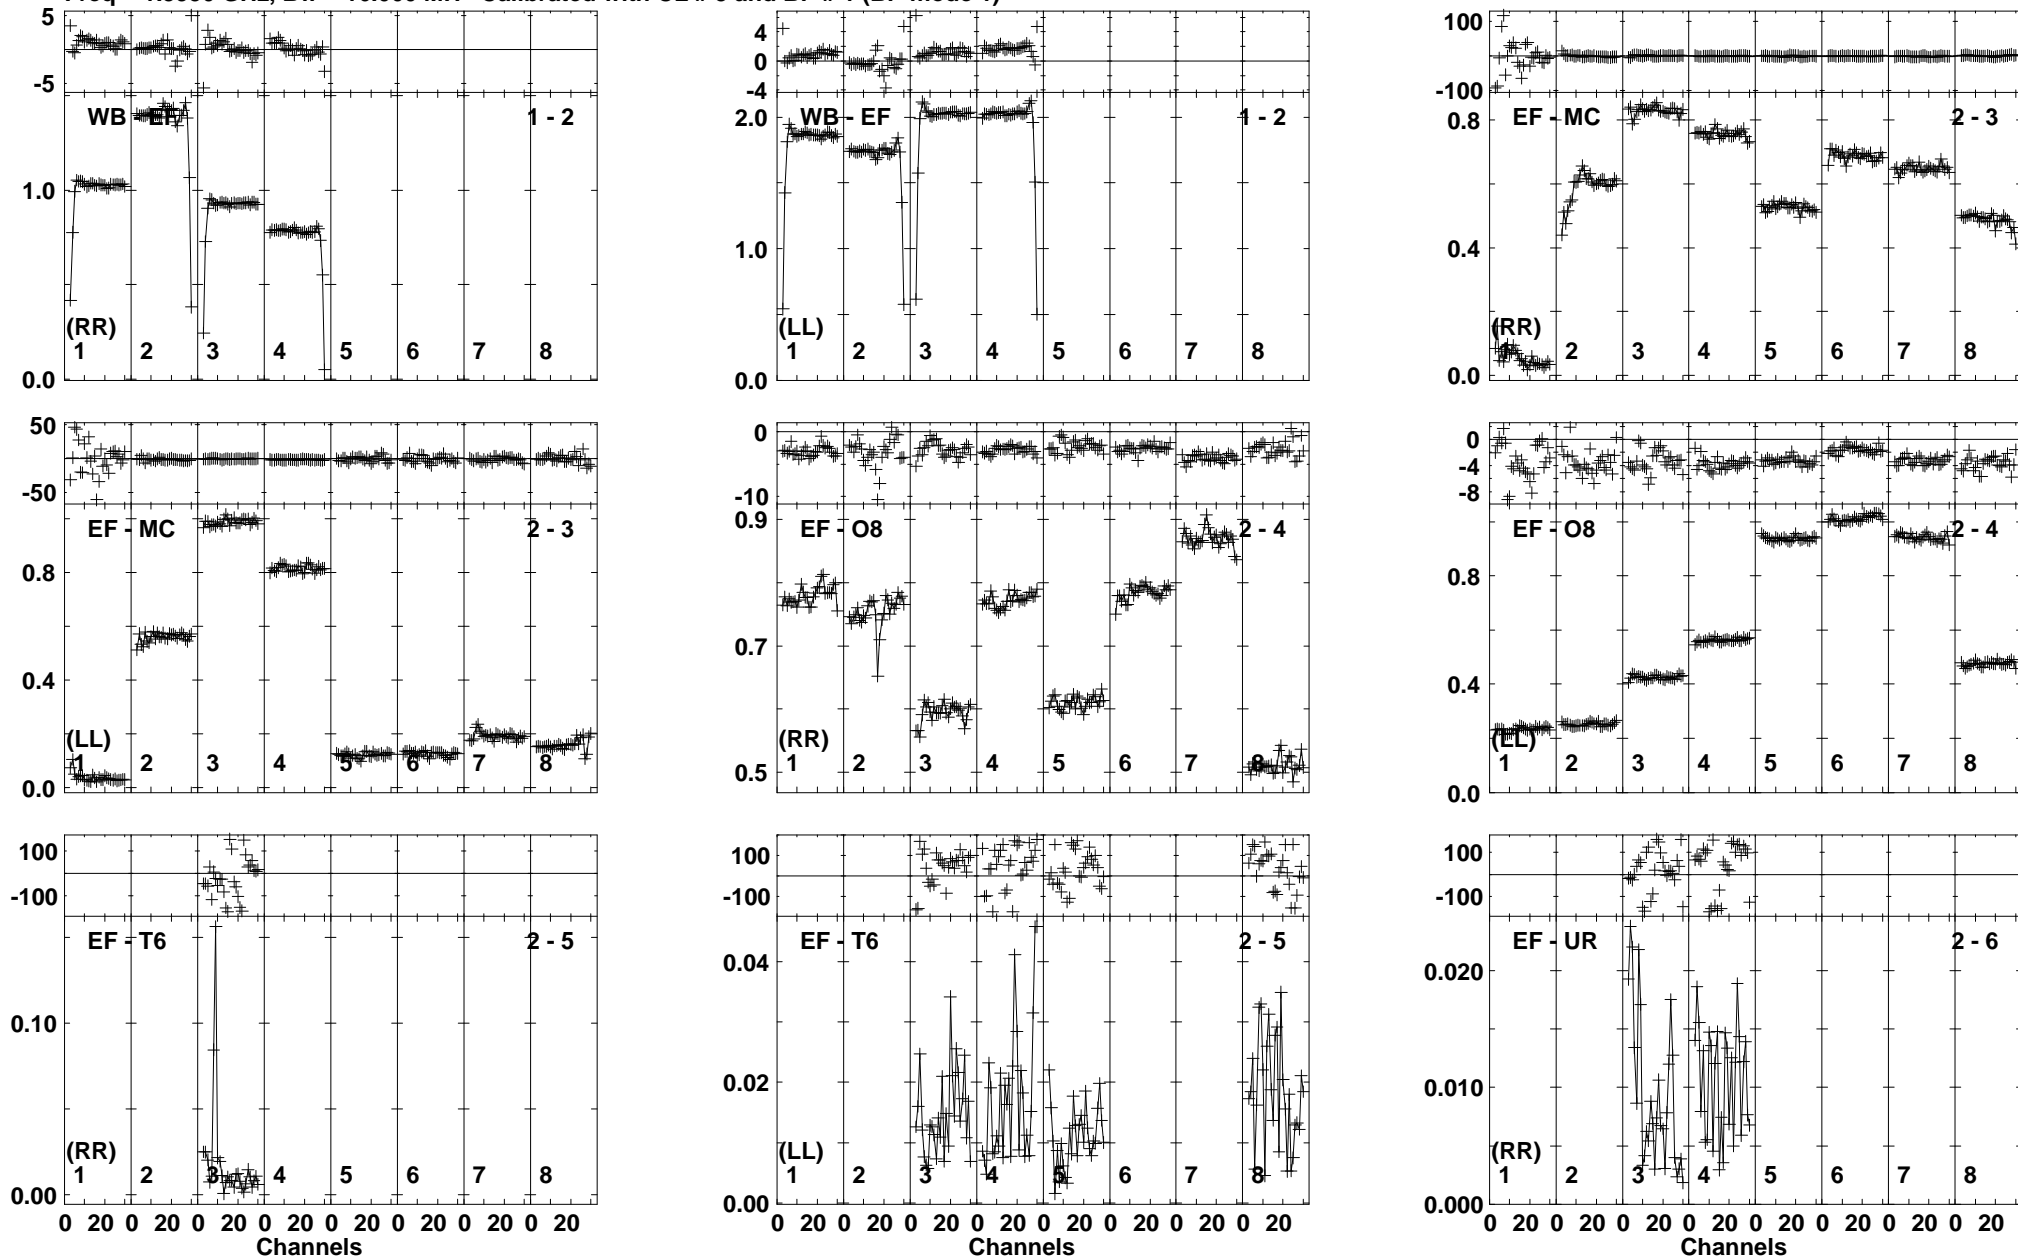 5
-5
WB - EF 1 - 2
1.0
(RR)
1 2 3 4 5 6 7 8
0.0
4
0
-4
WB - EF 1 - 2
2.0
1.0
(LL)
1 2 3 4 5 6 7 8
0.0
100
-100
EF - MC 2 - 3
0.8
0.4
(RR)
1 2 3 4 5 6 7 8
0.0
50
-50
EF - MC 2 - 3
0.8
0.4
(LL)
1 2 3 4 5 6 7 8
0.0
0
-10
0.9
EF - O8 2 - 4
0.7
(RR)
1 2 3 4 5 6 7 8
0.5
0
-4
-8
EF - O8 2 - 4
0.8
0.4
(LL)
1 2 3 4 5 6 7 8
0.0
100
-100
EF - T6 2 - 5
0.10
(RR)
1 2 3 4 5 6 7 8
0.00
0 20 0 20 0 20 0 20 0 20 0 20 0 20 0 20
Channels
100
-100
EF - T6 2 - 5
0.04
0.02
(LL)
1 2 3 4 5 6 7 8
0.00
0 20 0 20 0 20 0 20 0 20 0 20 0 20 0 20
Channels
100
-100
EF - UR 2 - 6
0.020
0.010
(RR)
1 2 3 4 5 6 7 8
0.000
0 20 0 20 0 20 0 20 0 20 0 20 0 20 0 20
Channels